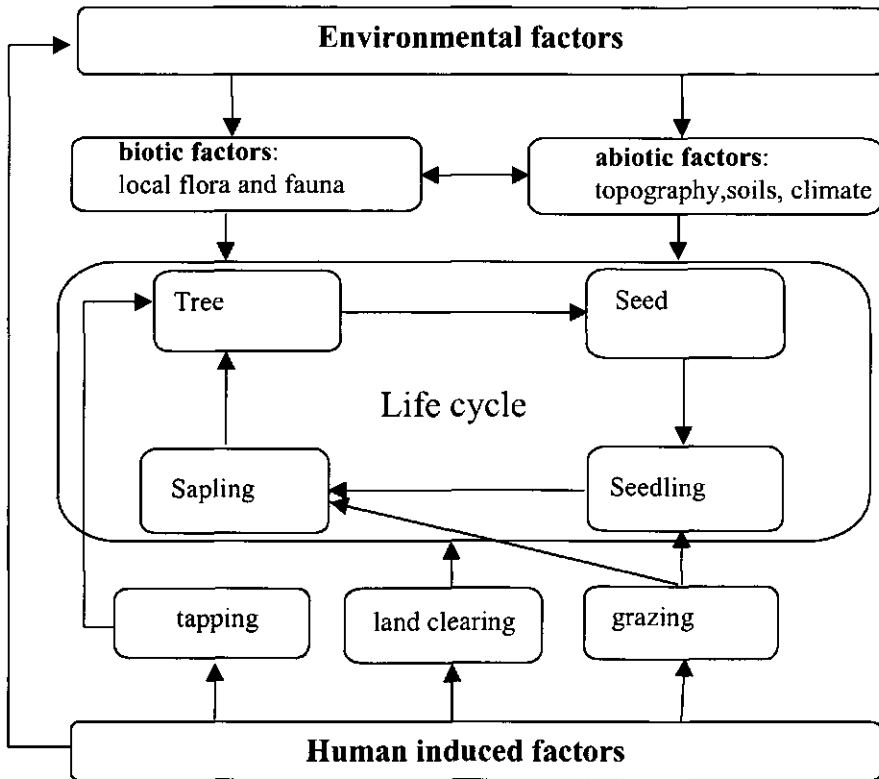 Environmental factors
biotic factors:
local flora and fauna
abiotic factors:
topography,soils, climate
Tree
Seed
Life cycle
Sapling
Seedling
tapping
land clearing
grazing
Human induced factors